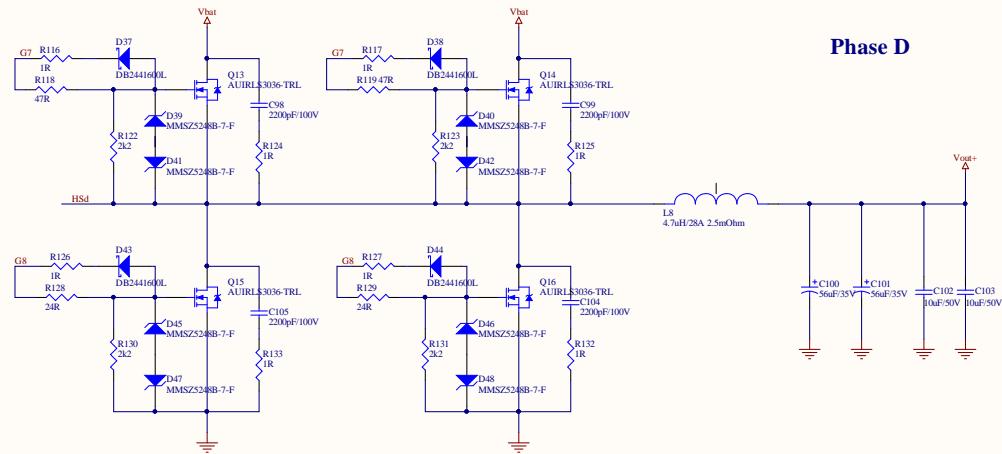 Phase D
Vbat
G7
R116
1R
R118
47R
D37
DB2441600L
Q13
AUIRLS3036-TRL
D39
MMSZ5248B-7-F
D41
MMSZ5248B-7-F
R122
2k2
C98
2200pF/100V
R124
1R
Vbat
G7
R117
1R
R119 47R
D38
DB2441600L
Q14
AUIRLS3036-TRL
D40
MMSZ5248B-7-F
D42
MMSZ5248B-7-F
R123
2k2
C99
2200pF/100V
R125
1R
HSd
L8
4.7uH/28A 2.5mOhm
Vout+
G8
R126
1R
R128
24R
D43
DB2441600L
Q15
AUIRLS3036-TRL
D45
MMSZ5248B-7-F
D47
MMSZ5248B-7-F
R130
2k2
C105
2200pF/100V
R133
1R
G8
R127
1R
R129
24R
D44
DB2441600L
Q16
AUIRLS3036-TRL
D46
MMSZ5248B-7-F
D48
MMSZ5248B-7-F
R131
2k2
C104
2200pF/100V
R132
1R
C100
56uF/35V
C101
56uF/35V
C102
10uF/50V
C103
10uF/50V